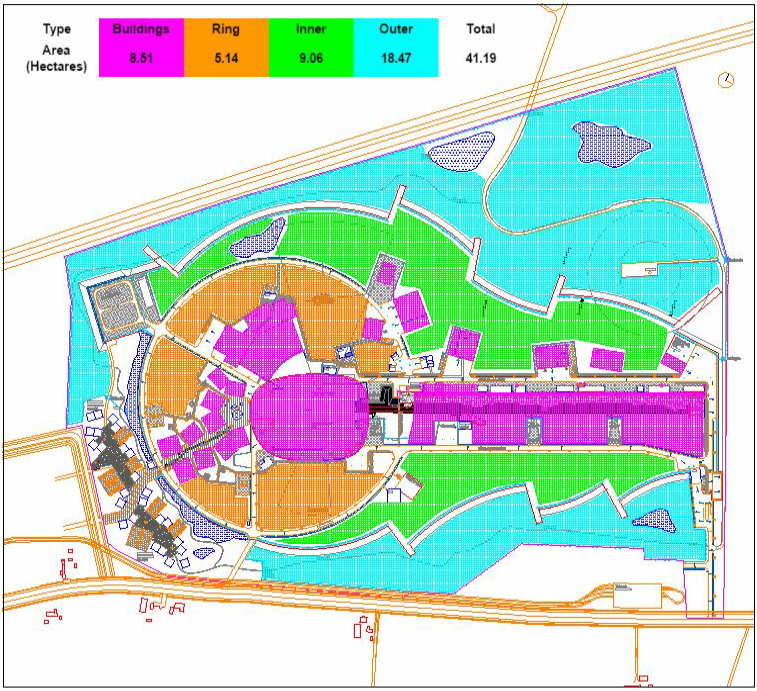 Type Buildings Ring Inner Outer Total
Area
(Hectares) 8.51 5.14 9.06 18.47 41.19